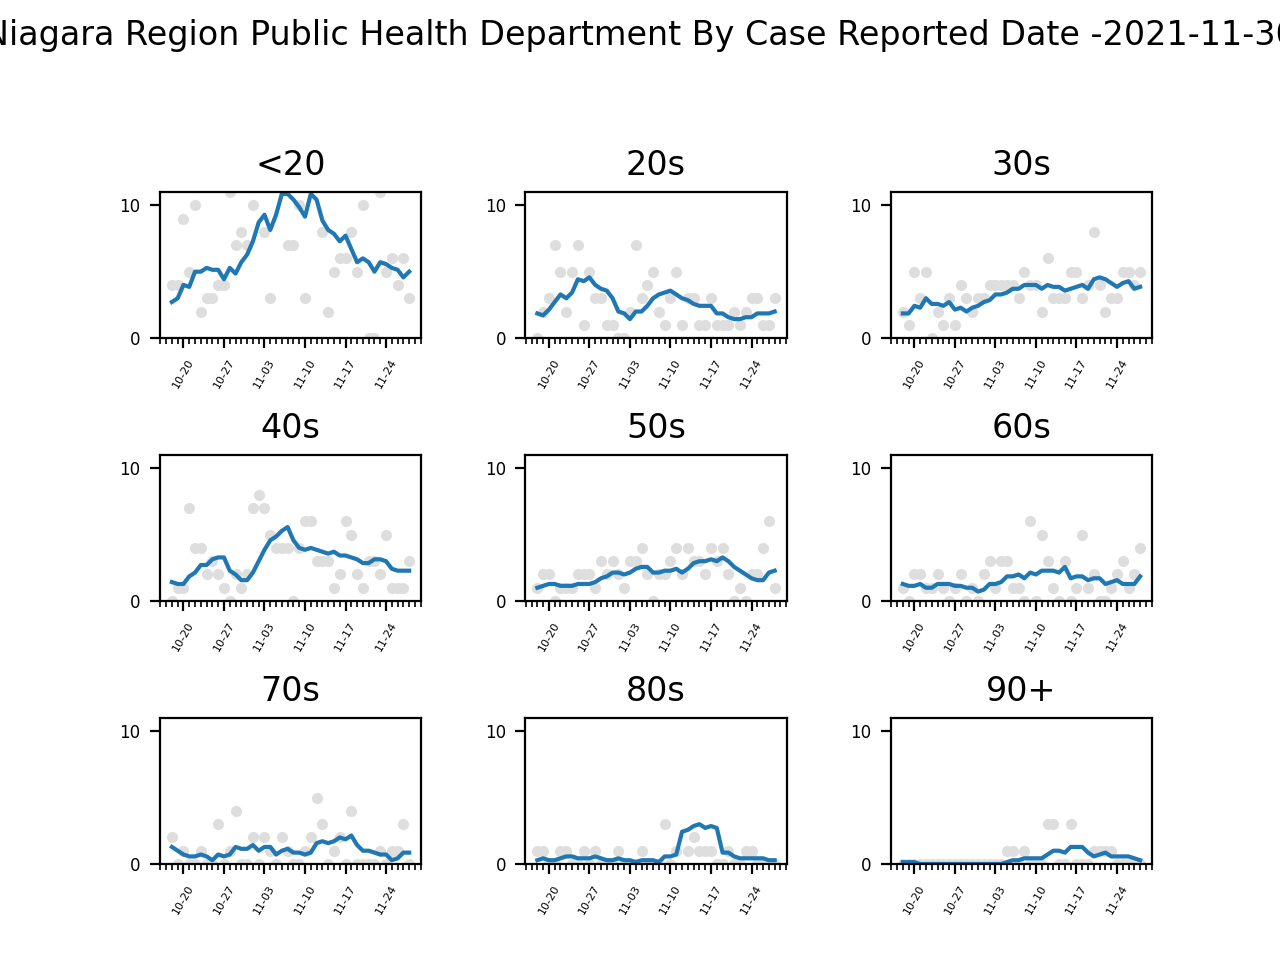 Niagara Region Public Health Department By Case Reported Date -2021-11-30
<20 20s 30s
10 10 10
0 0 0
10-20 10-27 11-03 11-10 11-17 11-24 10-20 10-27 11-03 11-10 11-17 11-24 10-20 10-27 11-03 11-10 11-17 11-24
40s 50s 60s
10 10 10
0 0 0
10-20 10-27 11-03 11-10 11-17 11-24 10-20 10-27 11-03 11-10 11-17 11-24 10-20 10-27 11-03 11-10 11-17 11-24
70s 80s 90+
10 10 10
0 0 0
10-20 10-27 11-03 11-10 11-17 11-24 10-20 10-27 11-03 11-10 11-17 11-24 10-20 10-27 11-03 11-10 11-17 11-24